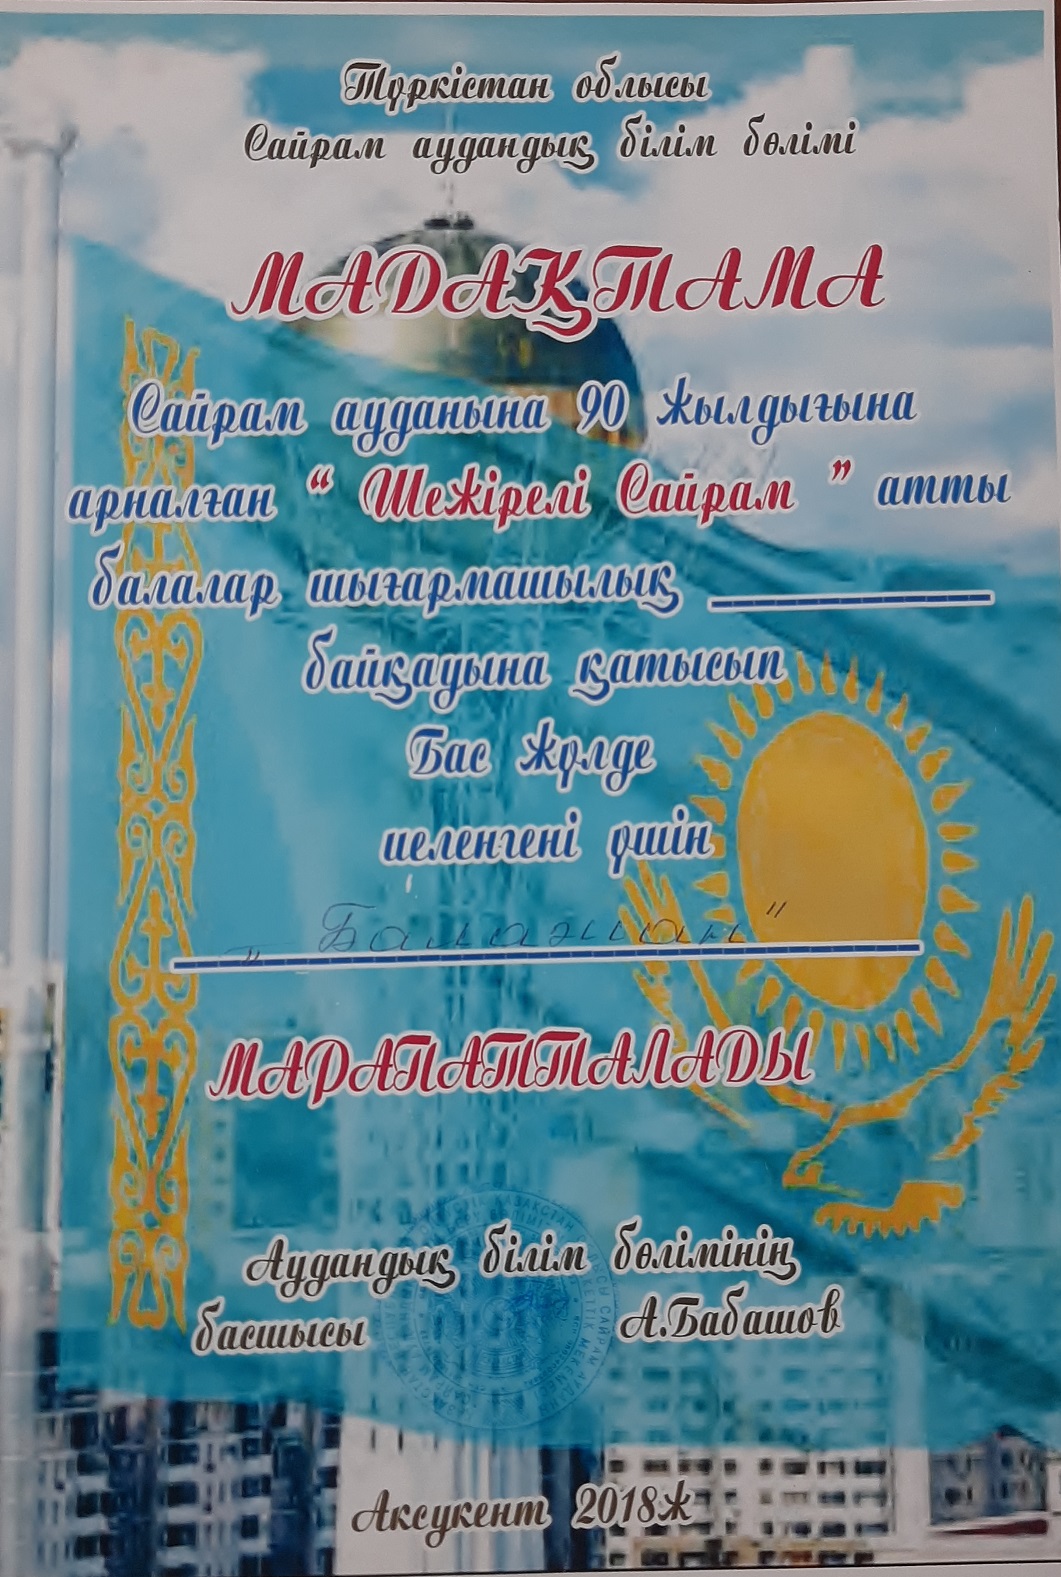 Түркістан облысы
Сайрам аудандық білім бөлімі
МАДАҚТАМА
Сайрам ауданына 90 жылдығына
арналған “ Шежірелі Сайрам ” атты
балалар шығармашылық
байқауына қатысып
Бас жүлде
иеленгені үшін
„ Балажан "
МАРАПАТТАЛАДЫ
Аудандық білім бөлімінің
басшысы А.Бабашов
Аксукент 2018ж